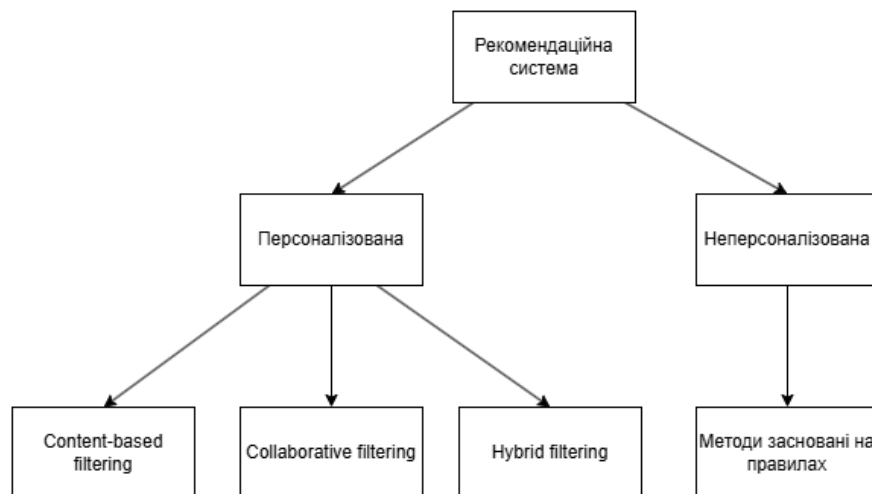 Рекомендаційна
система
Персоналізована
Неперсоналізована
Content-based
filtering
Collaborative filtering
Hybrid filtering
Методи засновані на
правилах